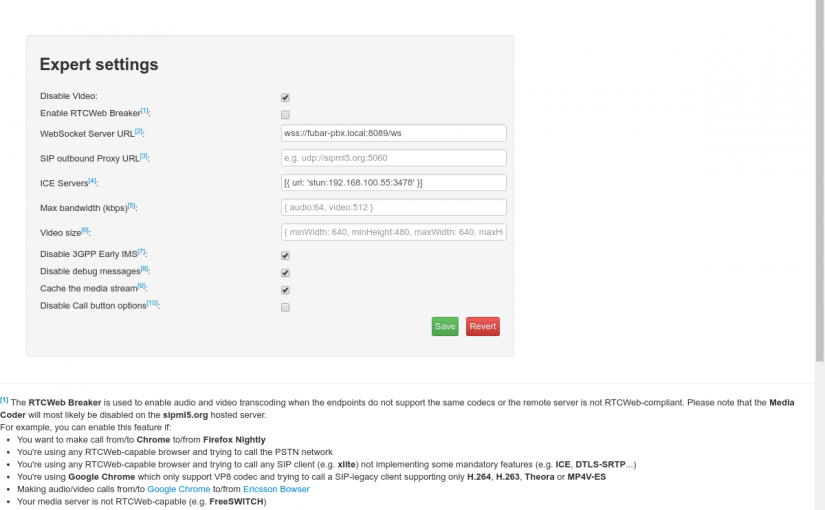 Expert settings
Disable Video:
Enable RTCWeb Breaker[1]:
WebSocket Server URL[2]: wss://fubar-pbx.local:8089/ws
SIP outbound Proxy URL[3]: e.g. udp://sipml5.org:5060
ICE Servers[4]: [{ url: 'stun:192.168.100.55:3478' }]
Max bandwidth (kbps)[5]: { audio:64, video:512 }
Video size[6]: { minWidth: 640, minHeight:480, maxWidth: 640, maxH
Disable 3GPP Early IMS[7]:
Disable debug messages[8]:
Cache the media stream[9]:
Disable Call button options[10]:
Save Revert
[1] The RTCWeb Breaker is used to enable audio and video transcoding when the endpoints do not support the same codecs or the remote server is not RTCWeb-compliant. Please note that the Media
Coder will most likely be disabled on the sipml5.org hosted server.
For example, you can enable this feature if:
• You want to make call from/to Chrome to/from Firefox Nightly
• You're using any RTCWeb-capable browser and trying to call the PSTN network
• You're using any RTCWeb-capable browser and trying to call any SIP client (e.g. xlite) not implementing some mandatory features (e.g. ICE, DTLS-SRTP...)
• You're using Google Chrome which only support VP8 codec and trying to call a SIP-legacy client supporting only H.264, H.263, Theora or MP4V-ES
• Making audio/video calls from/to Google Chrome to/from Ericsson Bowser
• Your media server is not RTCWeb-capable (e.g. FreeSWITCH)